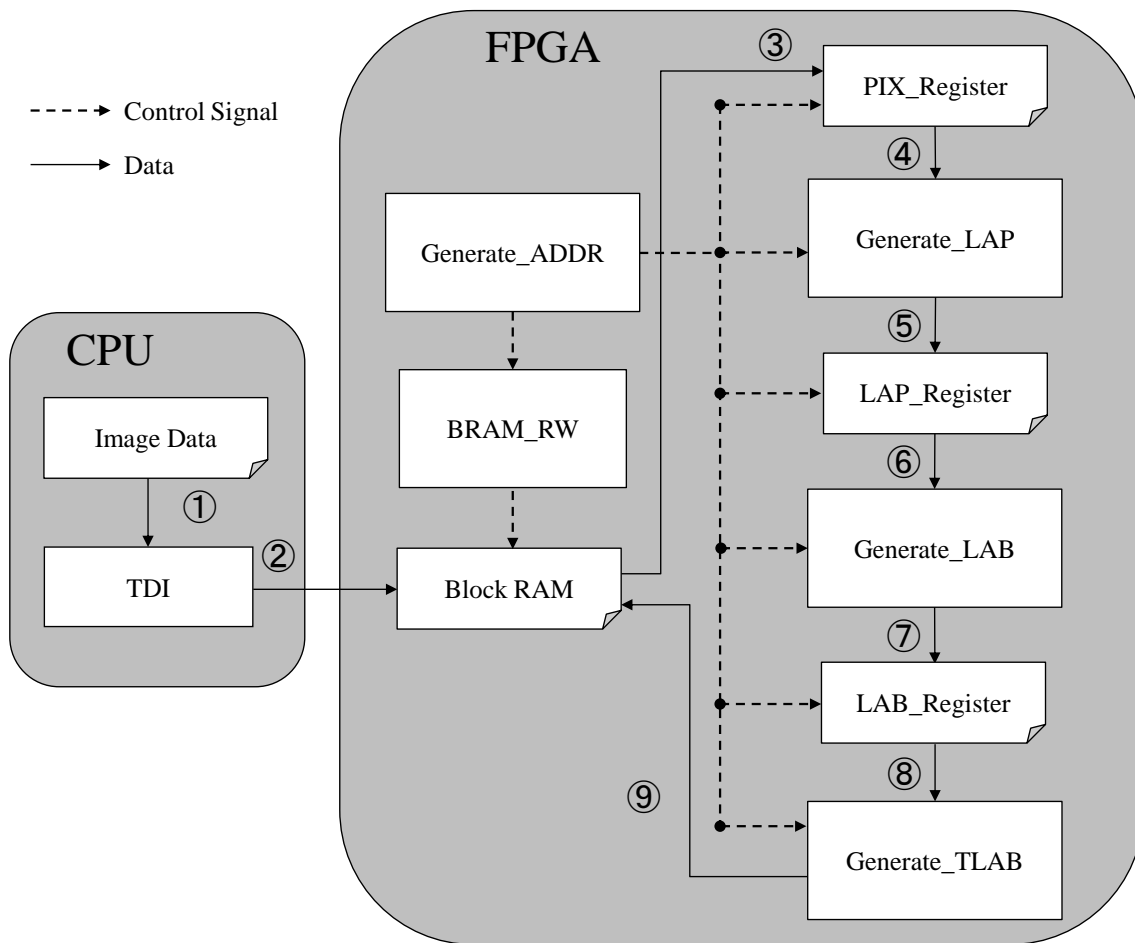 FPGA
③
PIX_Register
Control Signal
Data
④
Generate_ADDR
Generate_LAP
⑤
CPU
LAP_Register
Image Data
BRAM_RW
⑥
①
②
TDI
Block RAM
Generate_LAB
⑦
LAB_Register
⑧
⑨
Generate_TLAB